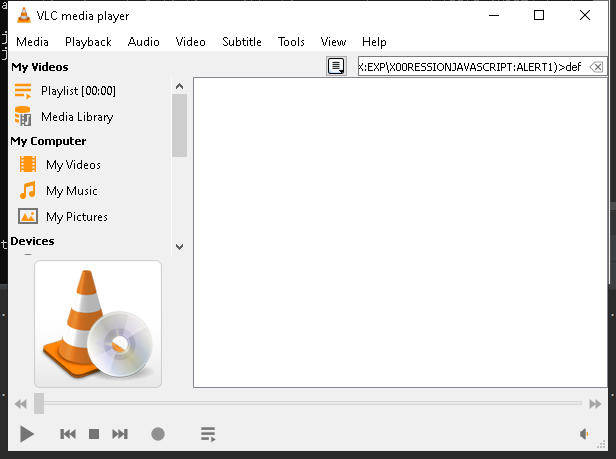 VLC media player
Media Playback Audio Video Subtitle Tools View Help
My Videos
X:EXP\X00RESSIONJAVASCRIPT:ALERT1)>def
Playlist [00:00]
Media Library
My Computer
My Videos
My Music
My Pictures
Devices